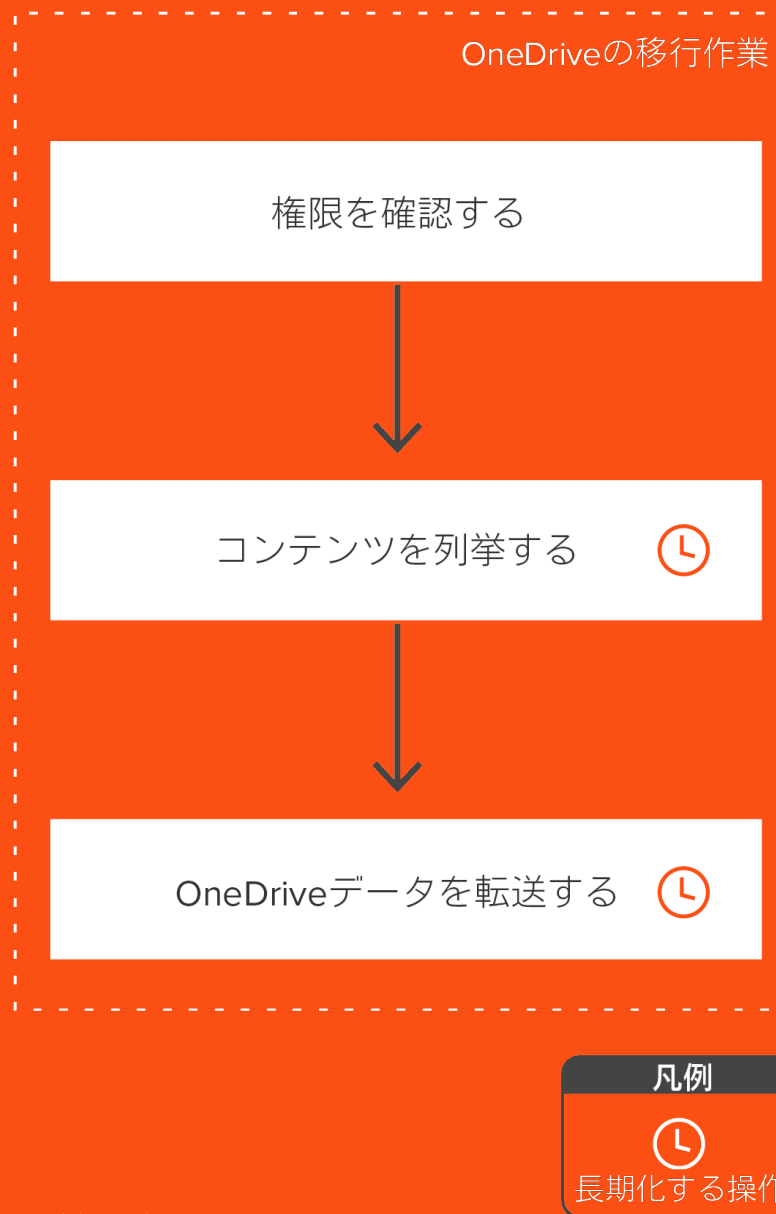 OneDriveの移行作業
権限を確認する
コンテンツを列挙する
OneDriveデータを転送する
凡例
長期化する操作